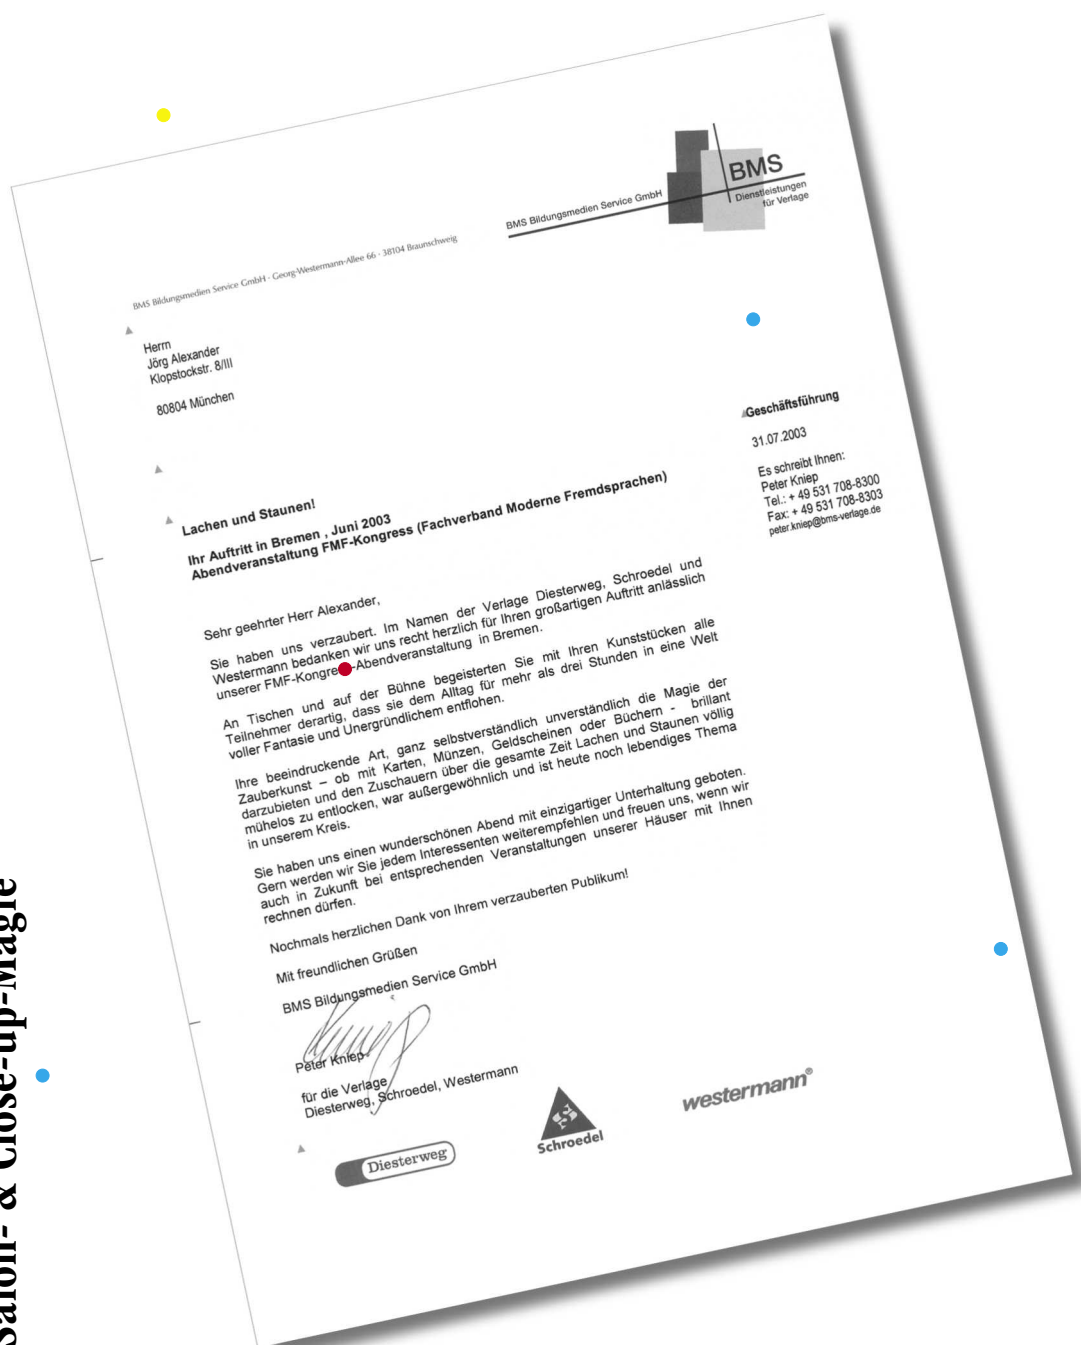 BMS
Dienstleistungen
für Verlage
BMS Bildungsmedien Service GmbH
BMS Bildungsmedien Service GmbH · Georg-Westermann-Allee 66 · 38104 Braunschweig
Herrn
Jörg Alexander
Klopstockstr. 8/III
80804 München
Geschäftsführung
31.07.2003
Es schreibt Ihnen:
Peter Kniep
Tel.: + 49 531 708-8300
Fax: + 49 531 708-8303
peter.kniep@bms-verlage.de
Lachen und Staunen!
Ihr Auftritt in Bremen , Juni 2003
Abendveranstaltung FMF-Kongress (Fachverband Moderne Fremdsprachen)
Sehr geehrter Herr Alexander,
Sie haben uns verzaubert. Im Namen der Verlage Diesterweg, Schroedel und
Westermann bedanken wir uns recht herzlich für Ihren großartigen Auftritt anlässlich
unserer -Abendveranstaltung in Bremen.
An Tischen und auf der Bühne begeisterten Sie mit Ihren Kunststücken alle
Teilnehmer derartig, dass sie dem Alltag für mehr als drei Stunden in eine Welt
voller Fantasie und Unergründlichem entflohen.
Ihre beeindruckende Art, ganz selbstverständlich unverständlich die Magie der
Zauberkunst – ob mit Karten, Münzen, Geldscheinen oder Büchern - brillant
darzubieten und den Zuschauern über die gesamte Zeit Lachen und Staunen völlig
mühelos zu entlocken, war außergewöhnlich und ist heute noch lebendiges Thema
in unserem Kreis.
Sie haben uns einen wunderschönen Abend mit einzigartiger Unterhaltung geboten.
Gern werden wir Sie jedem Interessenten weiterempfehlen und freuen uns, wenn wir
auch in Zukunft bei entsprechenden Veranstaltungen unserer Häuser mit Ihnen
rechnen dürfen.
Nochmals herzlichen Dank von Ihrem verzauberten Publikum!
Mit freundlichen Grüßen
BMS Bildungsmedien Service GmbH
Peter Kniep
für die Verlage
Diesterweg, Schroedel, Westermann
Diesterweg
Schroedel
westermann®
Salon- & Close-up-Magie